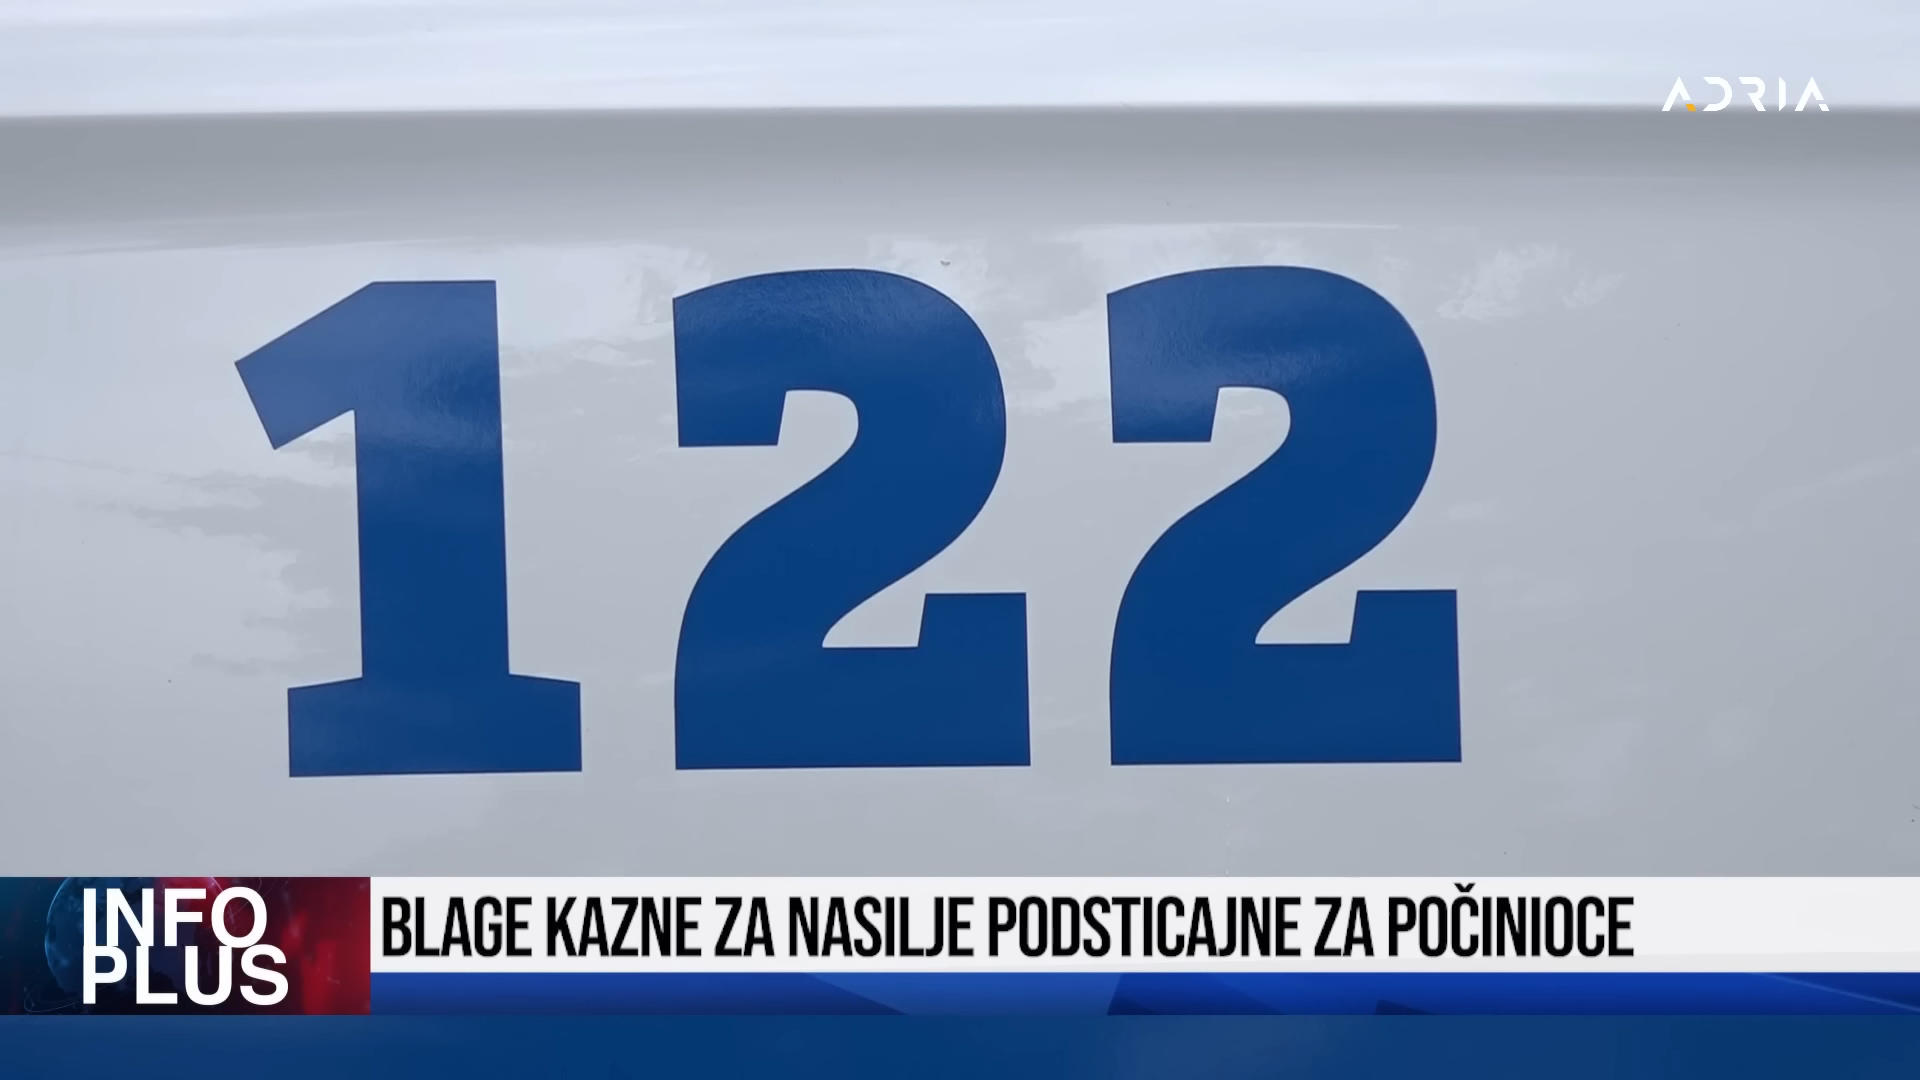 ADRIA
122
INFO
PLUS
BLAGE KAZNE ZA NASILJE PODSTICAJNE ZA POČINIOCE